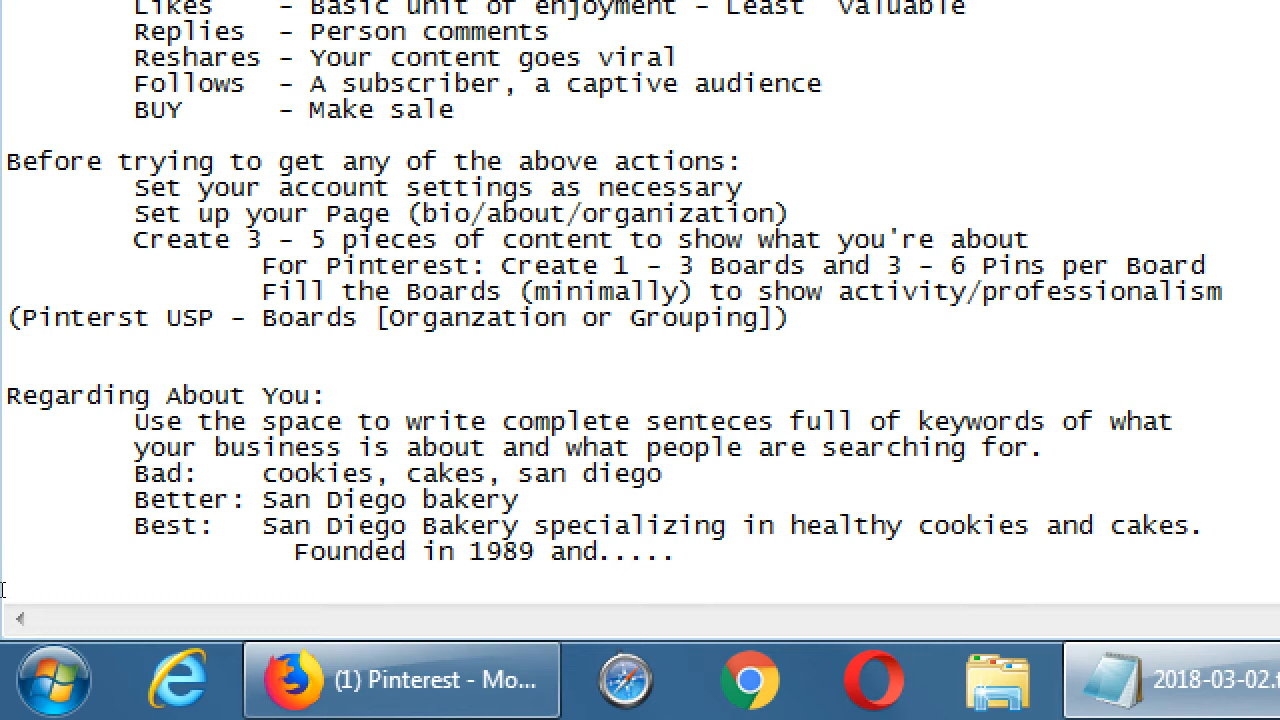 Likes - Basic unit of enjoyment - Least valuable
Replies - Person comments
Reshares - Your content goes viral
Follows - A subscriber, a captive audience
BUY - Make sale
Before trying to get any of the above actions:
Set your account settings as necessary
Set up your Page (bio/about/organization)
Create 3 - 5 pieces of content to show what you're about
For Pinterest: Create 1 - 3 Boards and 3 - 6 Pins per Board
Fill the Boards (minimally) to show activity/professionalism
(Pinterst USP - Boards [Organzation or Grouping])
Regarding About You:
Use the space to write complete senteces full of keywords of what
your business is about and what people are searching for.
Bad: cookies, cakes, san diego
Better: San Diego bakery
Best: San Diego Bakery specializing in healthy cookies and cakes.
Founded in 1989 and.....
(1) Pinterest - Mo... 2018-03-02.t